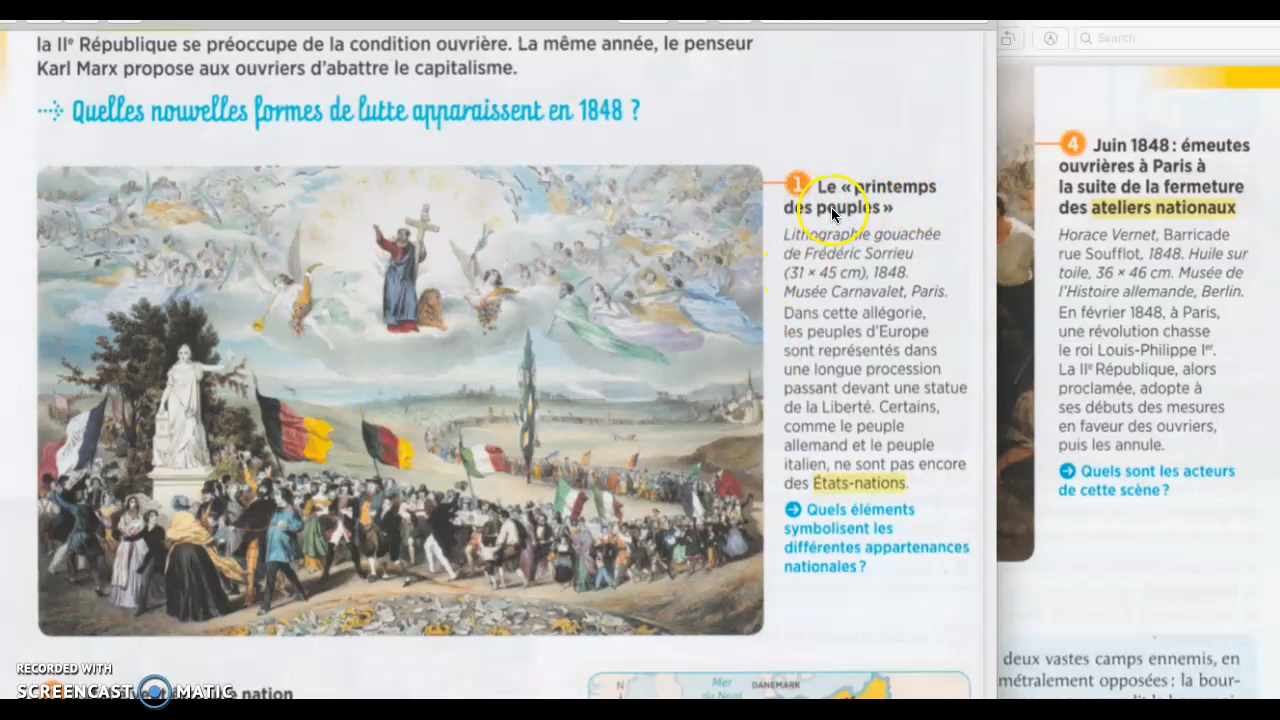 la IIe République se préoccupe de la condition ouvrière. La même année, le penseur
Karl Marx propose aux ouvriers d'abattre le capitalisme.
Quelles nouvelles formes de lutte apparaissent en 1848 ?
1 Le « printemps
des peuples »
Lithographie gouachée
de Frédéric Sorrieu
(31 × 45 cm), 1848.
Musée Carnavalet, Paris.
Dans cette allégorie,
les peuples d'Europe
sont représentés dans
une longue procession
passant devant une statue
de la Liberté. Certains,
comme le peuple
allemand et le peuple
italien, ne sont pas encore
des États-nations.
Quels éléments
symbolisent les
différentes appartenances
nationales ?
Search
4 Juin 1848 : émeutes
ouvrières à Paris à
la suite de la fermeture
des ateliers nationaux
Horace Vernet, Barricade
rue Soufflot, 1848. Huile sur
toile, 36 × 46 cm. Musée de
l'Histoire allemande, Berlin.
En février 1848, à Paris,
une révolution chasse
le roi Louis-Philippe Ier.
La IIe République, alors
proclamée, adopte à
ses débuts des mesures
en faveur des ouvriers,
puis les annule.
Quels sont les acteurs
de cette scène ?
deux vastes camps ennemis, en
métralement opposées : la bour-
N
Mer
du Nord
DANEMARK
nation
RECORDED WITH
SCREENCAST MATIC